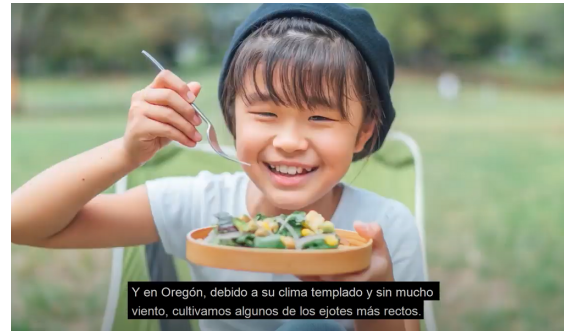 Y en Oregón, debido a su clima templado y sin mucho
viento, cultivamos algunos de los ejotes más rectos.